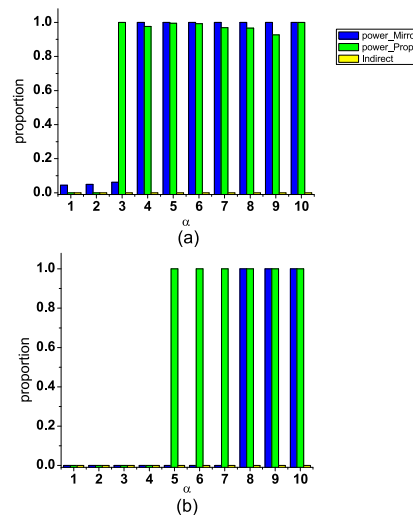 power_Mirro
power_Prop
Indirect
proportion
1.0
0.8
0.6
0.4
0.2
0.0
1 2 3 4 5 6 7 8 9 10
α
(a)
proportion
1.0
0.8
0.6
0.4
0.2
0.0
1 2 3 4 5 6 7 8 9 10
α
(b)